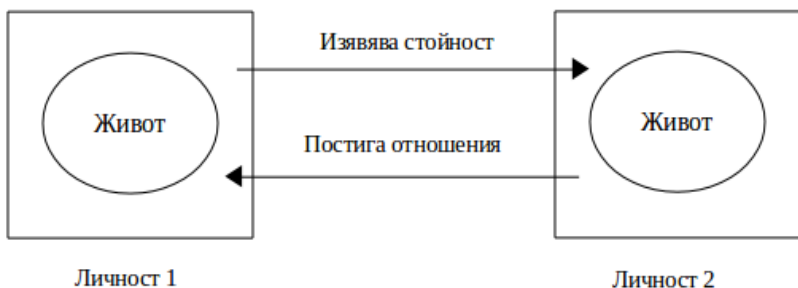 Изявява стойност
Живот
Живот
Постига отношения
Личност 1
Личност 2